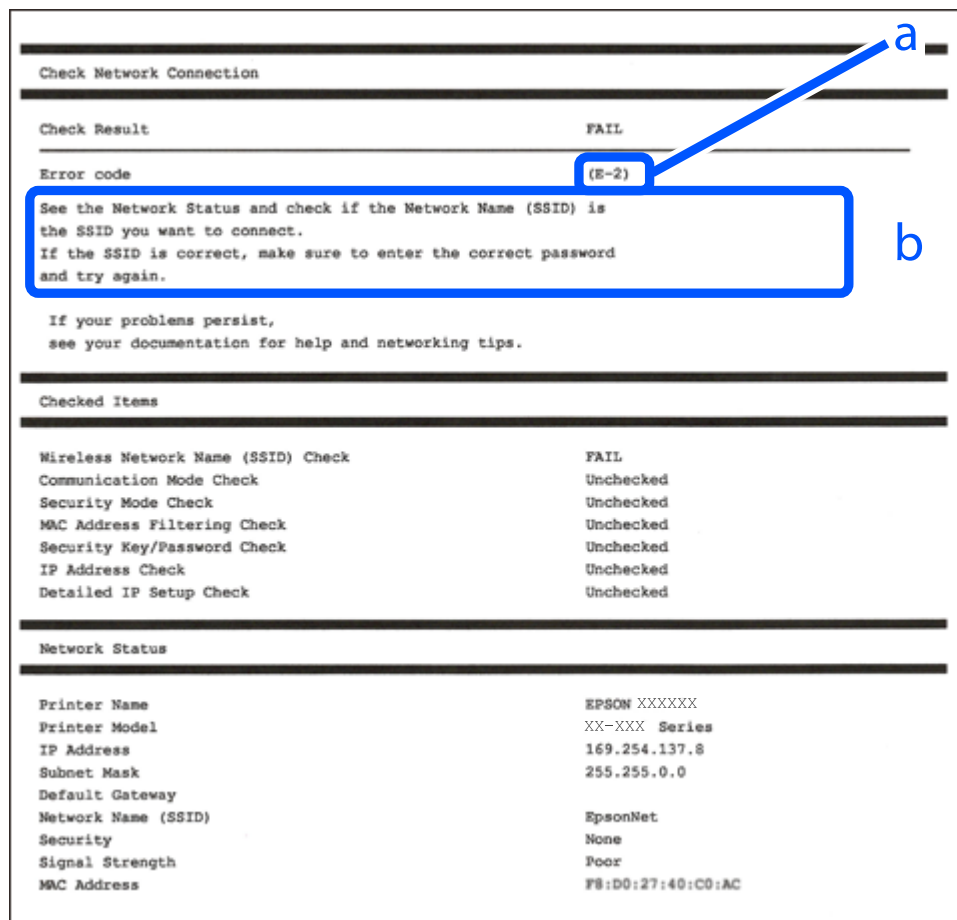 a
Check Network Connection
Check Result FAIL
Error code (E-2)
See the Network Status and check if the Network Name (SSID) is
the SSID you want to connect.
If the SSID is correct, make sure to enter the correct password
and try again.
b
If your problems persist,
see your documentation for help and networking tips.
Checked Items
Wireless Network Name (SSID) Check FAIL
Communication Mode Check Unchecked
Security Mode Check Unchecked
MAC Address Filtering Check Unchecked
Security Key/Password Check Unchecked
IP Address Check Unchecked
Detailed IP Setup Check Unchecked
Network Status
Printer Name EPSON XXXXXX
Printer Model XX-XXX Series
IP Address 169.254.137.8
Subnet Mask 255.255.0.0
Default Gateway
Network Name (SSID) EpsonNet
Security None
Signal Strength Poor
MAC Address F8:D0:27:40:C0:AC